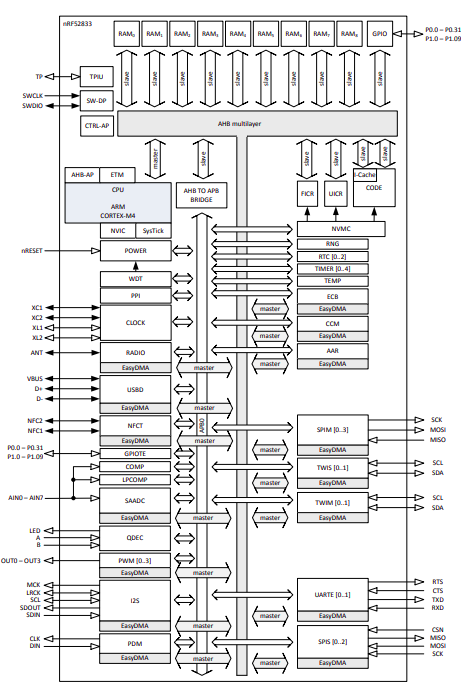 nRF52833
RAM0 RAM1 RAM2 RAM3 RAM4 RAM5 RAM6 RAM7 RAM8 GPIO
P0.0 – P0.31
P1.0 – P1.09
slave slave slave slave slave slave slave slave slave slave
TP
TPIU
SWCLK
SWDIO
SW-DP
CTRL-AP
AHB multilayer
master slave slave slave slave slave
AHB-AP ETM
CPU
ARM
CORTEX-M4
NVIC SysTick
AHB TO APB
BRIDGE
FICR UICR
I-Cache
CODE
NVMC
nRESET
POWER
RNG
RTC [0..2]
TIMER [0..4]
WDT
TEMP
PPI
ECB
EasyDMA
master
XC1
XC2
XL1
XL2
CLOCK
CCM
EasyDMA
master
ANT
RADIO
EasyDMA
master
AAR
EasyDMA
master
VBUS
D+
D-
USBD
EasyDMA
master
NFC2
NFC1
NFCT
EasyDMA
master
APB0
SPIM [0..3]
EasyDMA
master
SCK
MOSI
MISO
P0.0 – P0.31
P1.0 – P1.09
GPIOTE
COMP
LPCOMP
TWIS [0..1]
EasyDMA
master
SCL
SDA
AIN0 – AIN7
SAADC
EasyDMA
master
TWIM [0..1]
EasyDMA
master
SCL
SDA
LED
A
B
QDEC
OUT0 – OUT3
PWM [0..3]
EasyDMA
master
MCK
LRCK
SCL
SDOUT
SDIN
I2S
EasyDMA
master
UARTE [0..1]
EasyDMA
master
RTS
CTS
TXD
RXD
CLK
DIN
PDM
EasyDMA
master
SPIS [0..2]
EasyDMA
master
CSN
MISO
MOSI
SCK